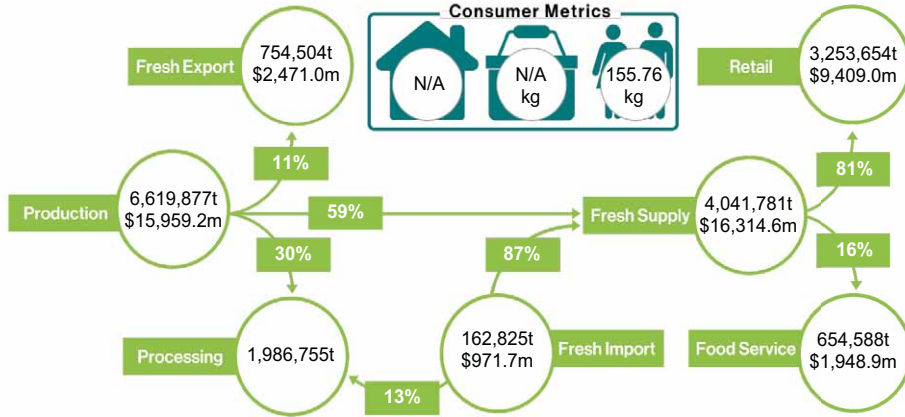 Consumer Metrics
N/A
N/A
kg
155.76
kg
Fresh Export
754,504t
$2,471.0m
Retail
3,253,654t
$9,409.0m
11%
81%
Production
6,619,877t
$15,959.2m
59%
Fresh Supply
4,041,781t
$16,314.6m
30%
87%
16%
Processing
1,986,755t
162,825t
$971.7m
Fresh Import
Food Service
654,588t
$1,948.9m
13%